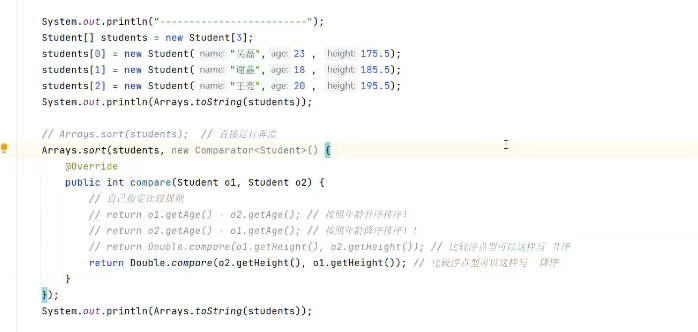 System.out.println("------------------------");
Student[] students = new Student[3];
students[0] = new Student( name: "吴磊", age: 23 , height: 175.5);
students[1] = new Student( name: "谢鑫", age: 18 , height: 185.5);
students[2] = new Student( name: "王亮", age: 20 , height: 195.5);
System.out.println(Arrays.toString(students));
// Arrays.sort(students);  // 直接运行奔溃
Arrays.sort(students, new Comparator<Student>() {
@Override
public int compare(Student o1, Student o2) {
// 自己指定比较规则
// return o1.getAge() - o2.getAge(); // 按照年龄升序排序！
// return o2.getAge() - o1.getAge(); // 按照年龄降序排序！！
// return Double.compare(o1.getHeight(), o2.getHeight()); // 比较浮点型可以这样写 升序
return Double.compare(o2.getHeight(), o1.getHeight()); // 比较浮点型可以这样写  降序
}
});
System.out.println(Arrays.toString(students));